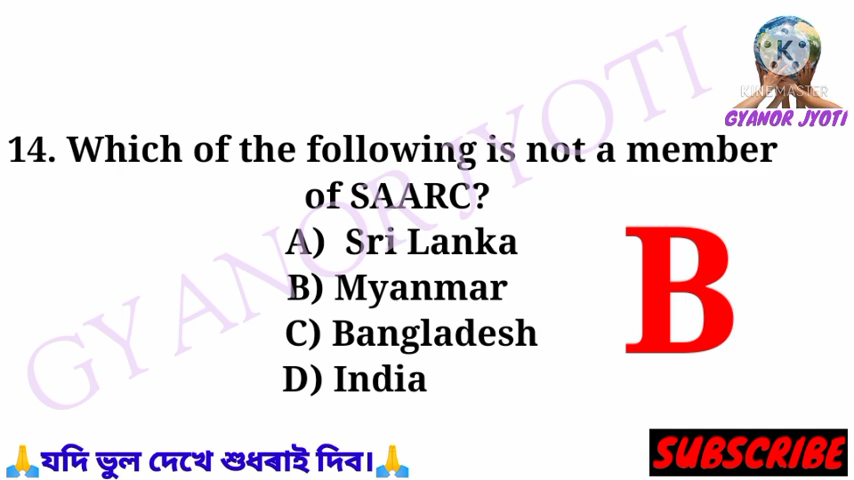 K
KINEMASTER
GYANOR JYOTI
14. Which of the following is not a member
of SAARC?
A) Sri Lanka
B) Myanmar
C) Bangladesh
D) India
B
GYANOR JYOTI
🙏যদি ভুল দেখে শুধৰাই দিব।🙏
SUBSCRIBE